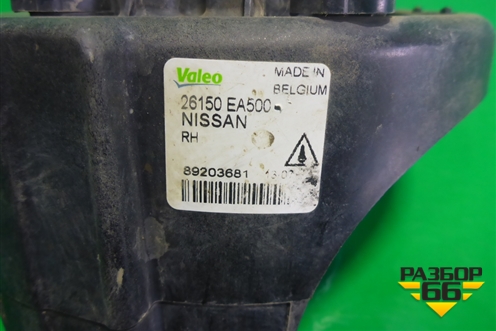 Valeo
MADE IN
BELGIUM
26150 EA500
NISSAN
RH
89203681
РАЗБОР
66